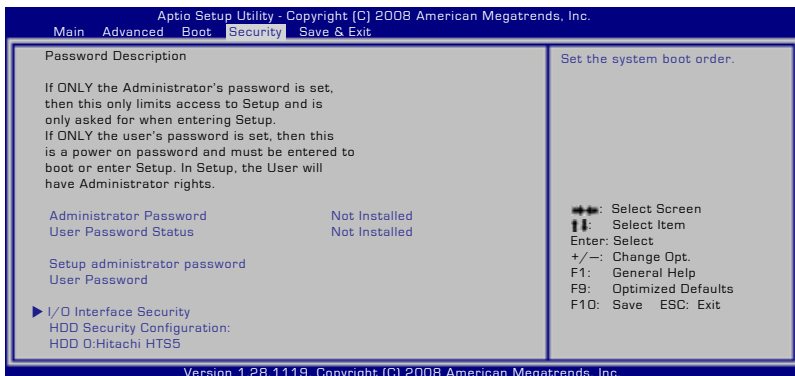 Aptio Setup Utility - Copyright (C) 2008 American Megatrends, Inc.
Main Advanced Boot Security Save & Exit
Password Description
If ONLY the Administrator's password is set,
then this only limits access to Setup and is
only asked for when entering Setup.
If ONLY the user's password is set, then this
is a power on password and must be entered to
boot or enter Setup. In Setup, the User will
have Administrator rights.
Administrator Password Not Installed
User Password Status Not Installed
Setup administrator password
User Password
I/O Interface Security
HDD Security Configuration:
HDD 0:Hitachi HTS5
Set the system boot order.
: Select Screen
: Select Item
Enter: Select
+/—: Change Opt.
F1: General Help
F9: Optimized Defaults
F10: Save ESC: Exit
Version 1.28.1119. Copyright (C) 2008 American Megatrends, Inc.